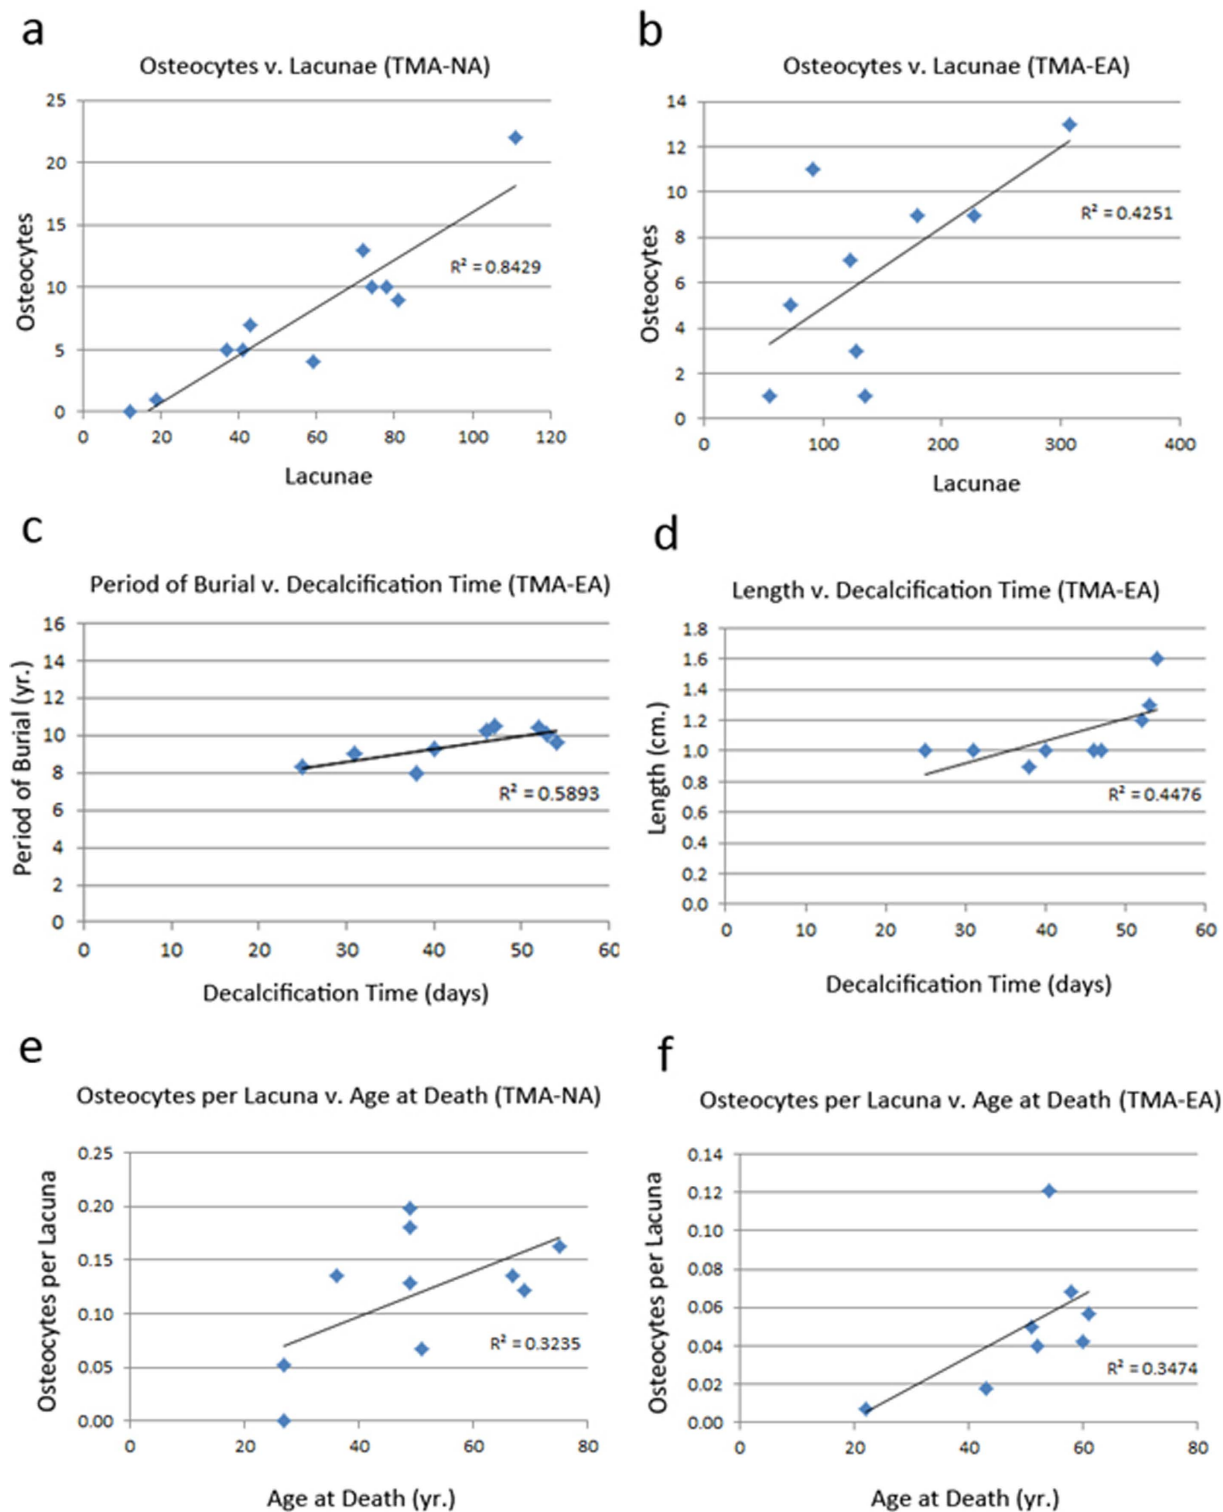 a
Osteocytes v. Lacunae (TMA-NA)
25
20
15
10
5
0
0 20 40 60 80 100 120
Osteocytes
R² = 0.8429
Lacunae
b
Osteocytes v. Lacunae (TMA-EA)
14
12
10
8
6
4
2
0
0 100 200 300 400
Osteocytes
R² = 0.4251
Lacunae
c
Period of Burial v. Decalcification Time (TMA-EA)
16
14
12
10
8
6
4
2
0
0 10 20 30 40 50 60
Period of Burial (yr.)
R² = 0.5893
Decalcification Time (days)
d
Length v. Decalcification Time (TMA-EA)
1.8
1.6
1.4
1.2
1.0
0.8
0.6
0.4
0.2
0.0
0 10 20 30 40 50 60
Length (cm.)
R² = 0.4476
Decalcification Time (days)
e
Osteocytes per Lacuna v. Age at Death (TMA-NA)
0.25
0.20
0.15
0.10
0.05
0.00
0 20 40 60 80
Osteocytes per Lacuna
R² = 0.3235
Age at Death (yr.)
f
Osteocytes per Lacuna v. Age at Death (TMA-EA)
0.14
0.12
0.10
0.08
0.06
0.04
0.02
0.00
0 20 40 60 80
Osteocytes per Lacuna
R² = 0.3474
Age at Death (yr.)